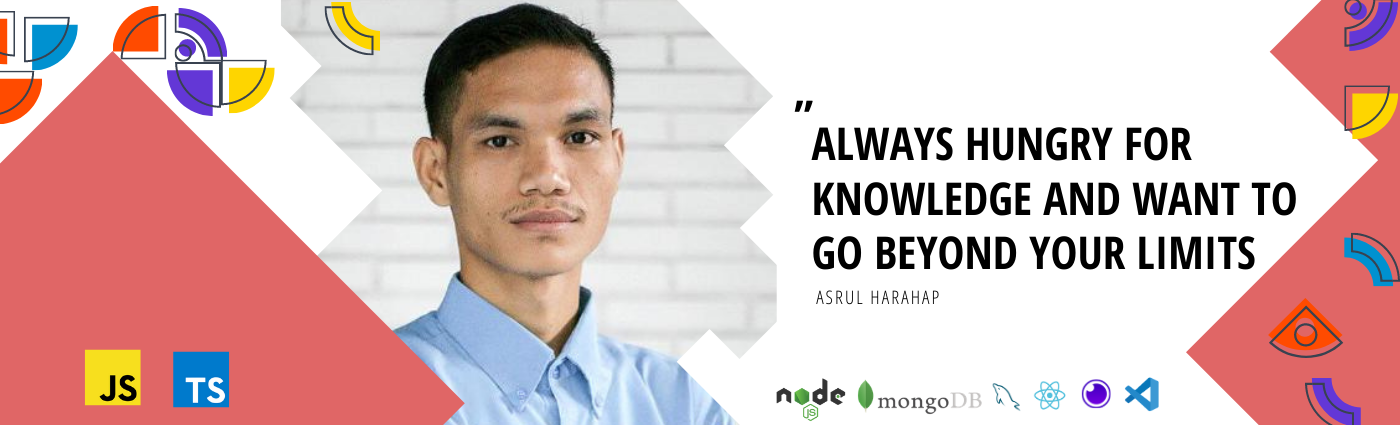 ”
ALWAYS HUNGRY FOR
KNOWLEDGE AND WANT TO
GO BEYOND YOUR LIMITS
ASRUL HARAHAP
JS
TS
node
JS
mongoDB